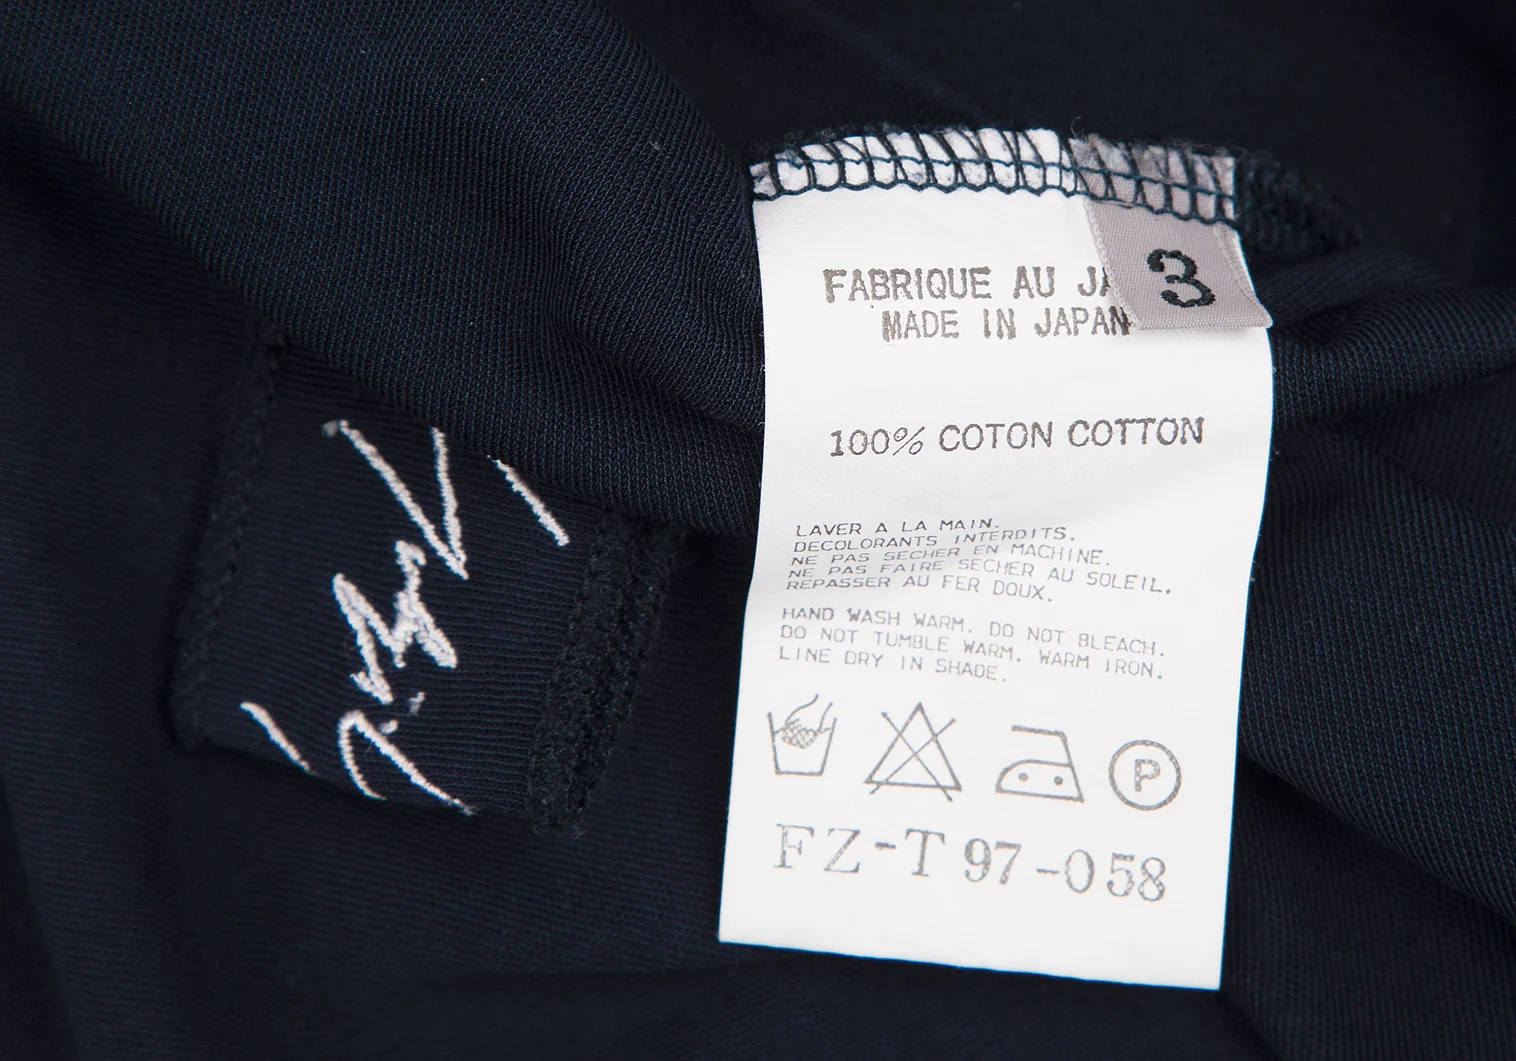 3
FABRIQUE AU JA
MADE IN JAPAN
100% COTON COTTON
LAVER A LA MAIN.
DECOLORANTS INTERDITS.
NE PAS SECHER EN MACHINE.
NE PAS FAIRE SECHER AU SOLEIL.
REPASSER AU FER DOUX.
HAND WASH WARM. DO NOT BLEACH.
DO NOT TUMBLE WARM. WARM IRON.
LINE DRY IN SHADE.
P
FZ-T97-058